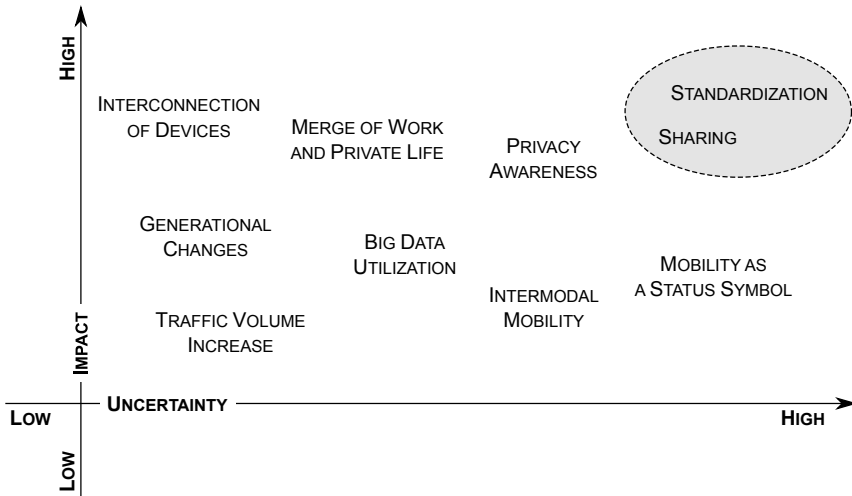 HIGH
STANDARDIZATION
INTERCONNECTION
OF DEVICES
MERGE OF WORK
AND PRIVATE LIFE
SHARING
PRIVACY
AWARENESS
GENERATIONAL
CHANGES
BIG DATA
UTILIZATION
MOBILITY AS
A STATUS SYMBOL
INTERMODAL
MOBILITY
TRAFFIC VOLUME
INCREASE
IMPACT
UNCERTAINTY
LOW
HIGH
LOW